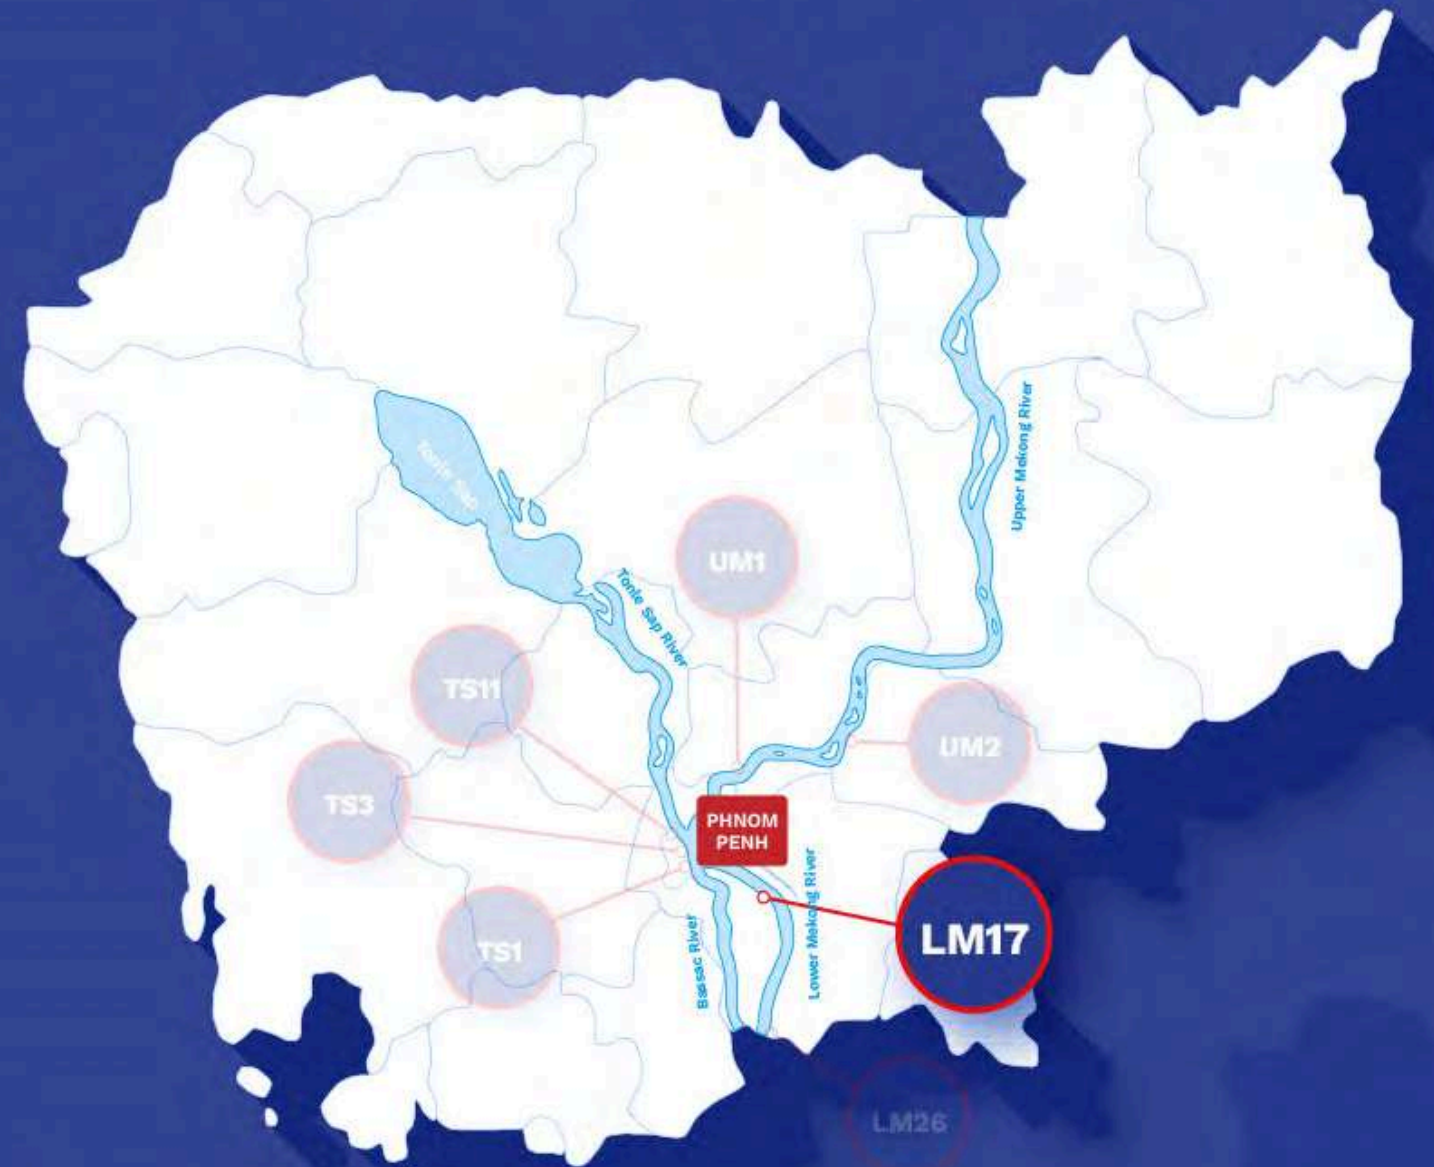 Upper Mekong River
Tonle Sap
UM1
Tonle Sap River
TS11
UM2
TS3
PHNOM
PENH
LM17
TS1
Bassac River
Lower Mekong River
LM26